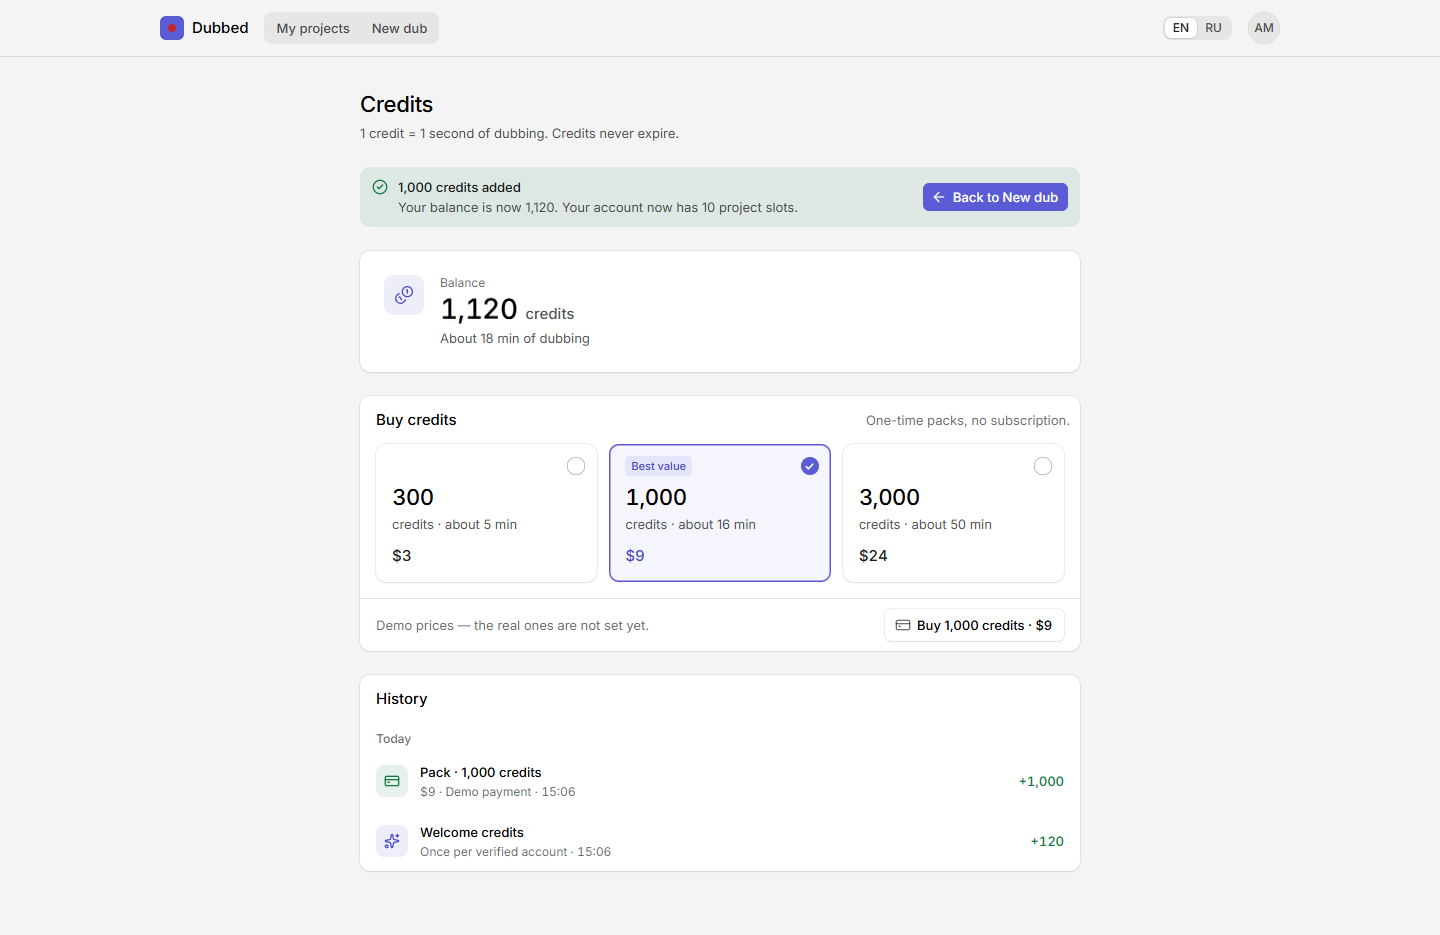 Dubbed
My projects
New dub
EN
RU
AM
Credits
1 credit = 1 second of dubbing. Credits never expire.
1,000 credits added
Your balance is now 1,120. Your account now has 10 project slots.
Back to New dub
Balance
1,120 credits
About 18 min of dubbing
Buy credits
One-time packs, no subscription.
300
credits · about 5 min
$3
Best value
1,000
credits · about 16 min
$9
3,000
credits · about 50 min
$24
Demo prices — the real ones are not set yet.
Buy 1,000 credits · $9
History
Today
Pack · 1,000 credits
$9 · Demo payment · 15:06
+1,000
Welcome credits
Once per verified account · 15:06
+120